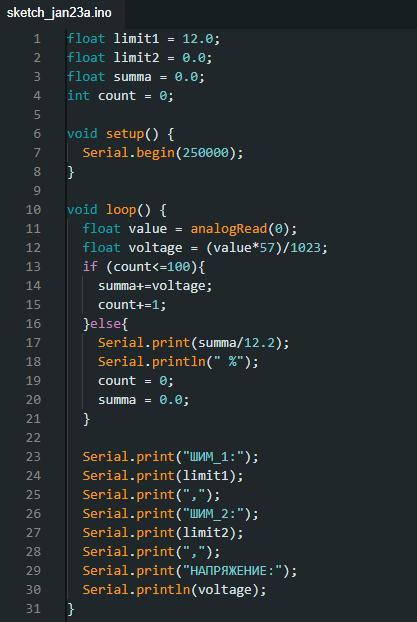 sketch_jan23a.ino
1 float limit1 = 12.0;
2 float limit2 = 0.0;
3 float summa = 0.0;
4 int count = 0;
5
6 void setup() {
7   Serial.begin(250000);
8 }
9
10 void loop() {
11   float value = analogRead(0);
12   float voltage = (value*57)/1023;
13   if (count<=100){
14     summa+=voltage;
15     count+=1;
16   }else{
17     Serial.print(summa/12.2);
18     Serial.println(" %");
19     count = 0;
20     summa = 0.0;
21   }
22
23   Serial.print("ШИМ_1:");
24   Serial.print(limit1);
25   Serial.print(",");
26   Serial.print("ШИМ_2:");
27   Serial.print(limit2);
28   Serial.print(",");
29   Serial.print("НАПРЯЖЕНИЕ:");
30   Serial.println(voltage);
31 }